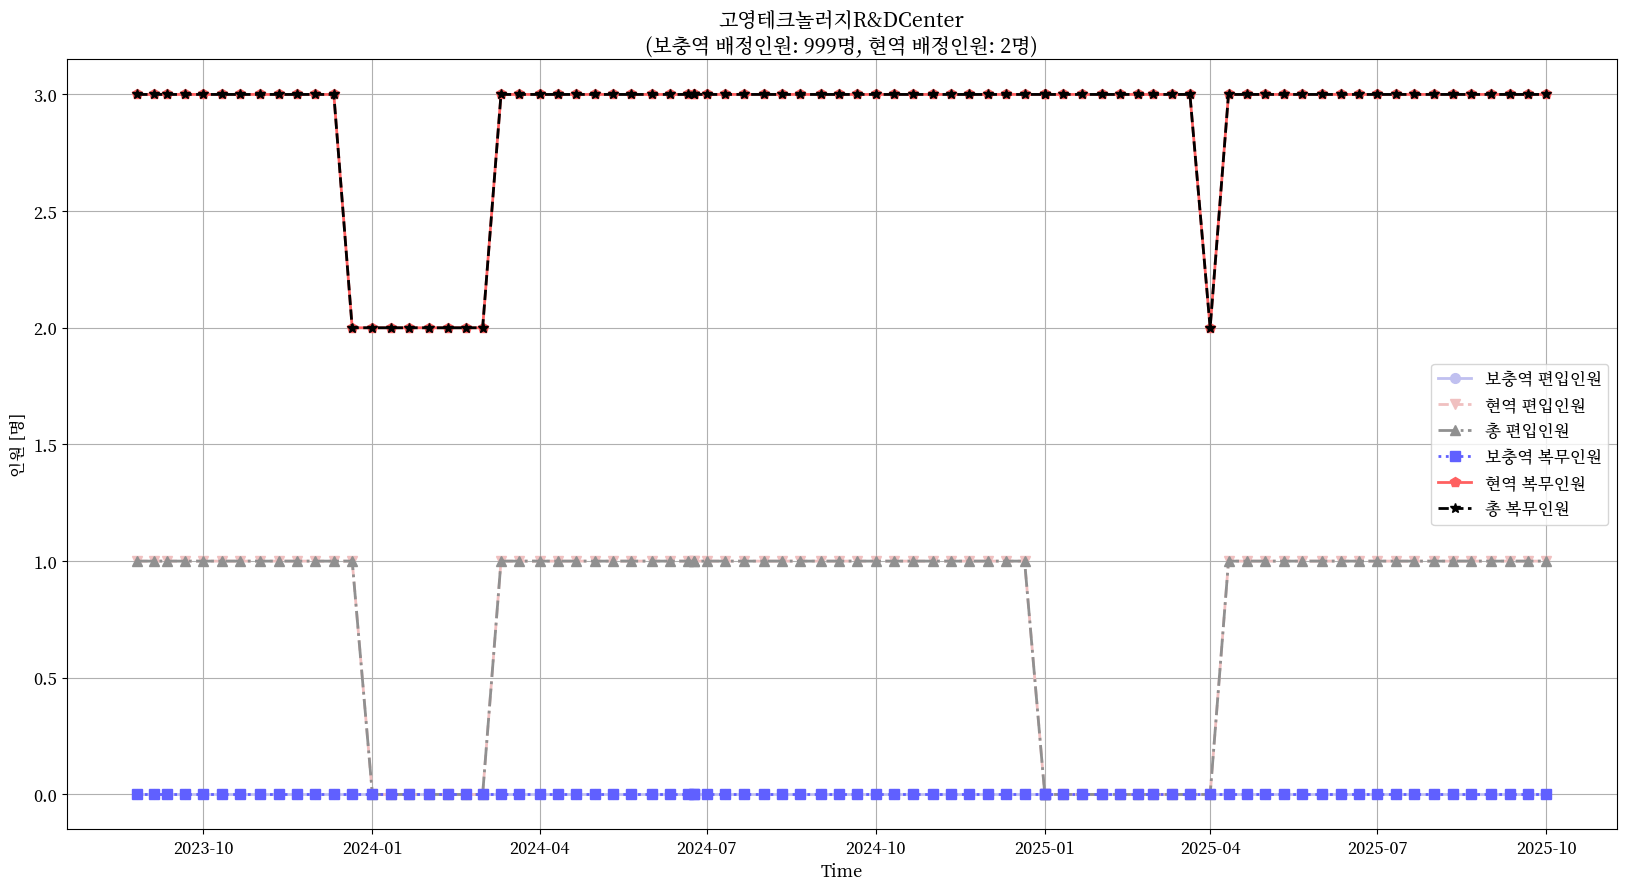 고영테크놀러지R&DCenter
(보충역 배정인원: 999명, 현역 배정인원: 2명)
3.0
2.5
2.0
1.5
1.0
0.5
0.0
인원 [명]
보충역 편입인원
현역 편입인원
총 편입인원
보충역 복무인원
현역 복무인원
총 복무인원
2023-10
2024-01
2024-04
2024-07
2024-10
2025-01
2025-04
2025-07
2025-10
Time